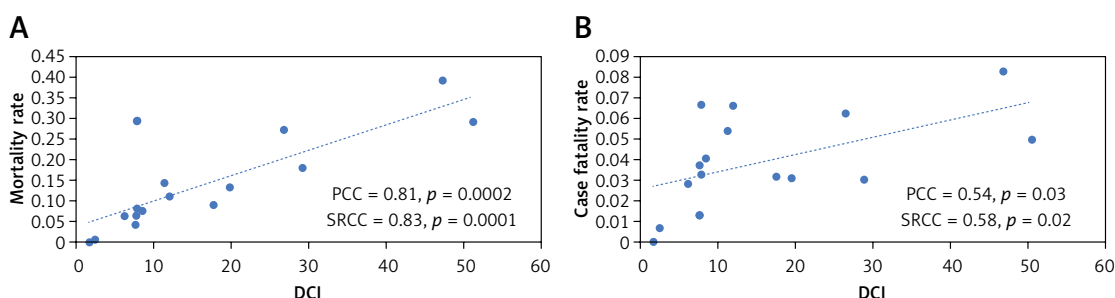 A
Mortality rate
0.45
0.40
0.35
0.30
0.25
0.20
0.15
0.10
0.05
0
PCC = 0.81, p = 0.0002
SRCC = 0.83, p = 0.0001
0 10 20 30 40 50 60
DCI
B
Case fatality rate
0.09
0.08
0.07
0.06
0.05
0.04
0.03
0.02
0.01
0
PCC = 0.54, p = 0.03
SRCC = 0.58, p = 0.02
0 10 20 30 40 50 60
DCI